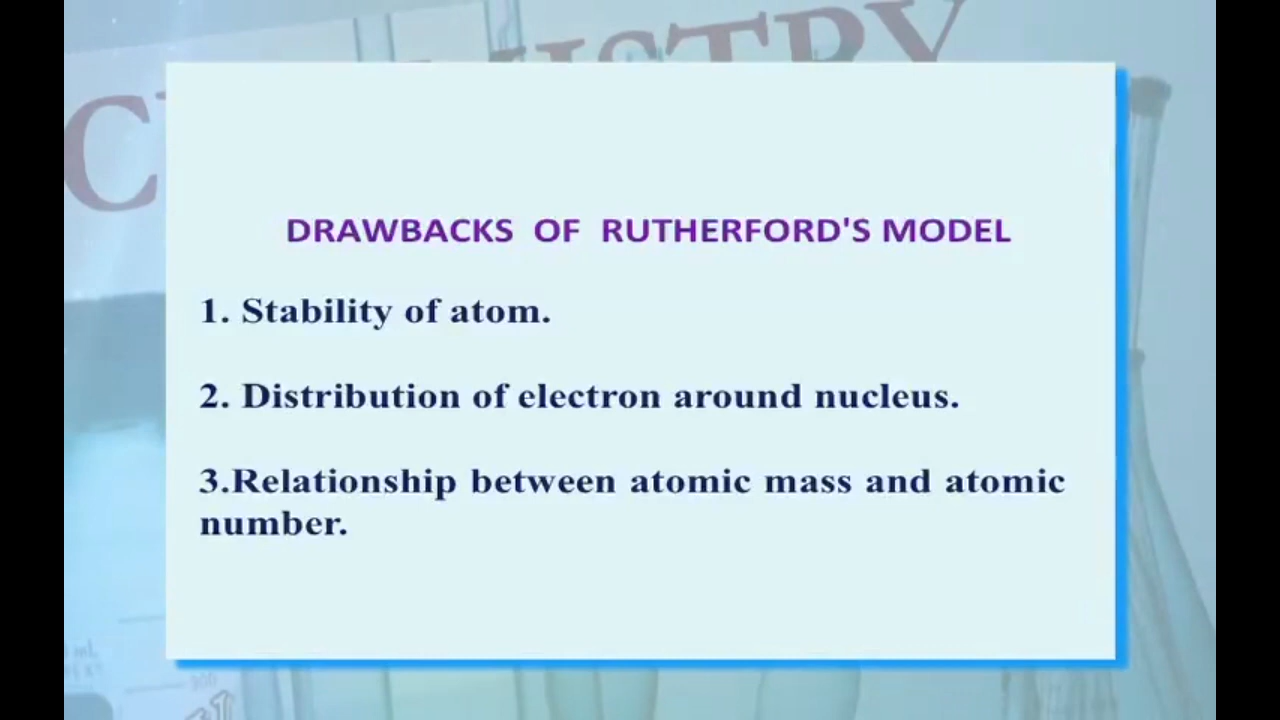 DRAWBACKS OF RUTHERFORD'S MODEL
1. Stability of atom.
2. Distribution of electron around nucleus.
3.Relationship between atomic mass and atomic
number.